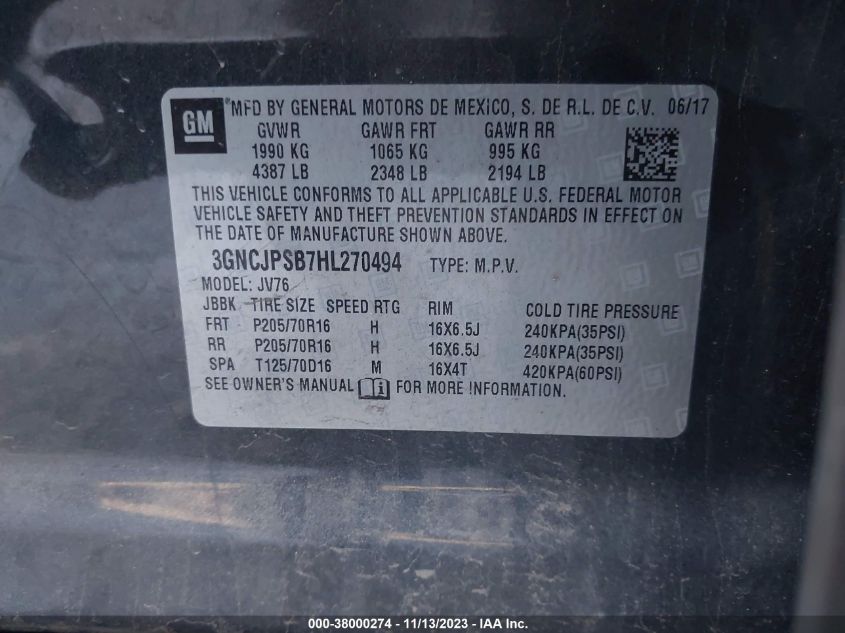 GM ®MFD BY GENERAL MOTORS DE MEXICO, S. DE R.L. DE C.V. 06/17
GVWR GAWR FRT GAWR RR
1990 KG 1065 KG 995 KG
4387 LB 2348 LB 2194 LB
THIS VEHICLE CONFORMS TO ALL APPLICABLE U.S. FEDERAL MOTOR
VEHICLE SAFETY AND THEFT PREVENTION STANDARDS IN EFFECT ON
THE DATE OF MANUFACTURE SHOWN ABOVE.
3GNCJPSB7HL270494 TYPE: M.P.V.
MODEL: JV76
JBBK TIRE SIZE SPEED RTG RIM COLD TIRE PRESSURE
FRT P205/70R16 H 16X6.5J 240KPA(35PSI)
RR P205/70R16 H 16X6.5J 240KPA(35PSI)
SPA T125/70D16 M 16X4T 420KPA(60PSI)
SEE OWNER'S MANUAL i FOR MORE INFORMATION.
000-38000274 - 11/13/2023 - IAA Inc.